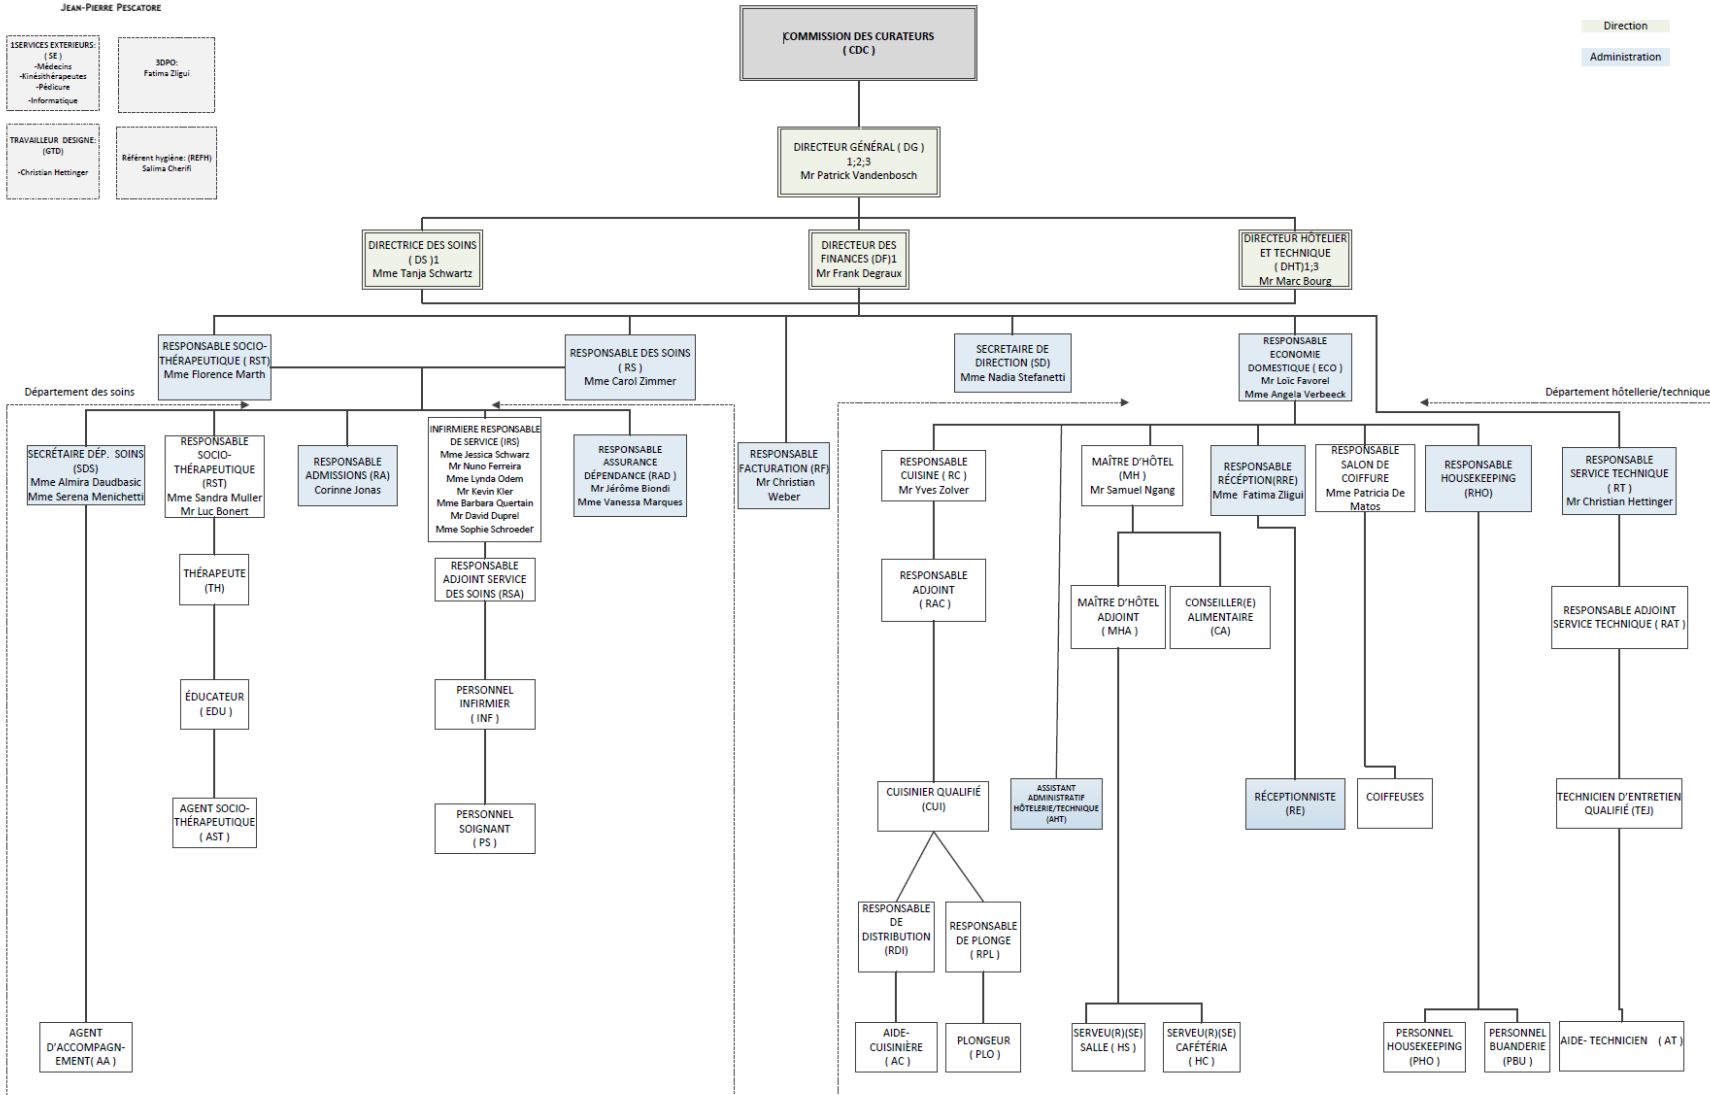 JEAN-PIERRE PESCATORE
1SERVICES EXTERIEURS:
( SE )
-Médecins
-Kinésithérapeutes
-Pédicure
-Informatique
3DPO:
Fatima Zligui
TRAVAILLEUR DESIGNE:
(GTD)
-Christian Hettinger
Référent hygiène: (REFH)
Salima Cherifi
COMMISSION DES CURATEURS
( CDC )
Direction
Administration
DIRECTEUR GÉNÉRAL ( DG )
1;2;3
Mr Patrick Vandenbosch
DIRECTRICE DES SOINS
( DS )1
Mme Tanja Schwartz
DIRECTEUR DES
FINANCES (DF)1
Mr Frank Degraux
DIRECTEUR HÔTELIER
ET TECHNIQUE
( DHT)1;3
Mr Marc Bourg
RESPONSABLE SOCIO-
THÉRAPEUTIQUE ( RST)
Mme Florence Marth
RESPONSABLE DES SOINS
( RS )
Mme Carol Zimmer
SECRETAIRE DE
DIRECTION (SD)
Mme Nadia Stefanetti
RESPONSABLE
ECONOMIE
DOMESTIQUE ( ECO )
Mr Loïc Favorel
Mme Angela Verbeeck
Département des soins
Département hôtellerie/technique
SECRÉTAIRE DÉP. SOINS
(SDS)
Mme Almira Daudbasic
Mme Serena Menichetti
RESPONSABLE
SOCIO-
THÉRAPEUTIQUE
(RST)
Mme Sandra Muller
Mr Luc Bonert
RESPONSABLE
ADMISSIONS (RA)
Corinne Jonas
INFIRMIERE RESPONSABLE
DE SERVICE (IRS)
Mme Jessica Schwarz
Mr Nuno Ferreira
Mme Lynda Odem
Mr Kevin Kler
Mme Barbara Quertain
Mr David Duprel
Mme Sophie Schroeder
RESPONSABLE
ASSURANCE
DÉPENDANCE (RAD )
Mr Jérôme Biondi
Mme Vanessa Marques
RESPONSABLE
FACTURATION (RF)
Mr Christian
Weber
RESPONSABLE
CUISINE ( RC )
Mr Yves Zolver
MAÎTRE D'HÔTEL
(MH )
Mr Samuel Ngang
RESPONSABLE
RÉCÉPTION(RRE)
Mme Fatima Zligui
RESPONSABLE
SALON DE
COIFFURE
Mme Patricia De
Matos
RESPONSABLE
HOUSEKEEPING
(RHO)
RESPONSABLE
SERVICE TECHNIQUE
( RT )
Mr Christian Hettinger
THÉRAPEUTE
(TH)
RESPONSABLE
ADJOINT SERVICE
DES SOINS (RSA)
RESPONSABLE
ADJOINT
( RAC )
MAÎTRE D'HÔTEL
ADJOINT
( MHA )
CONSEILLER(E)
ALIMENTAIRE
(CA)
RESPONSABLE ADJOINT
SERVICE TECHNIQUE ( RAT )
ÉDUCATEUR
( EDU )
PERSONNEL
INFIRMIER
( INF )
AGENT SOCIO-
THÉRAPEUTIQUE
( AST )
PERSONNEL
SOIGNANT
( PS )
CUISINIER QUALIFIÉ
(CUI)
ASSISTANT
ADMINISTRATIF
HÔTELERIE/TECHNIQUE
(AHT)
RÉCEPTIONNISTE
(RE)
COIFFEUSES
TECHNICIEN D'ENTRETIEN
QUALIFIÉ (TEJ)
RESPONSABLE
DE
DISTRIBUTION
(RDI)
RESPONSABLE
DE PLONGE
( RPL )
AGENT
D'ACCOMPAGN-
EMENT( AA )
AIDE-
CUISINIÈRE
( AC )
PLONGEUR
( PLO )
SERVEU(R)(SE)
SALLE ( HS )
SERVEU(R)(SE)
CAFÉTÉRIA
( HC )
PERSONNEL
HOUSEKEEPING
(PHO )
PERSONNEL
BUANDERIE
(PBU )
AIDE- TECHNICIEN ( AT )